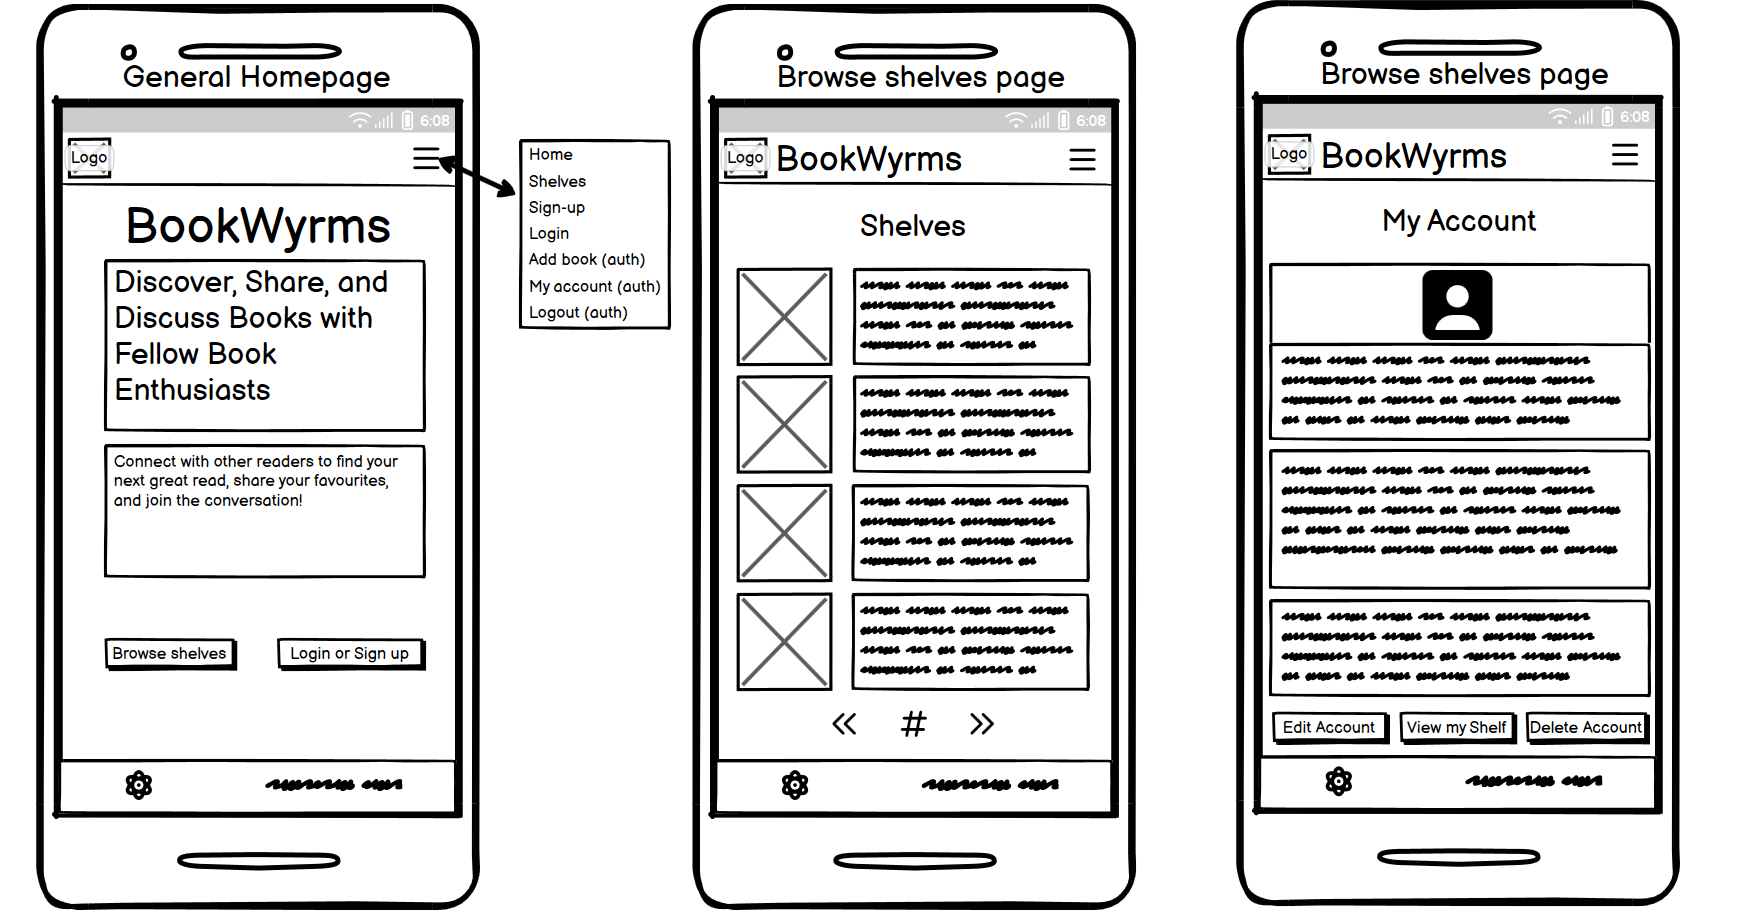 General Homepage
6:08
Logo
BookWyrms
Discover, Share, and
Discuss Books with
Fellow Book
Enthusiasts
Connect with other readers to find your
next great read, share your favourites,
and join the conversation!
Browse shelves
Login or Sign up
Home
Shelves
Sign-up
Login
Add book (auth)
My account (auth)
Logout (auth)
Browse shelves page
6:08
Logo
BookWyrms
Shelves
#
Browse shelves page
6:08
Logo
BookWyrms
My Account
Edit Account
View my Shelf
Delete Account